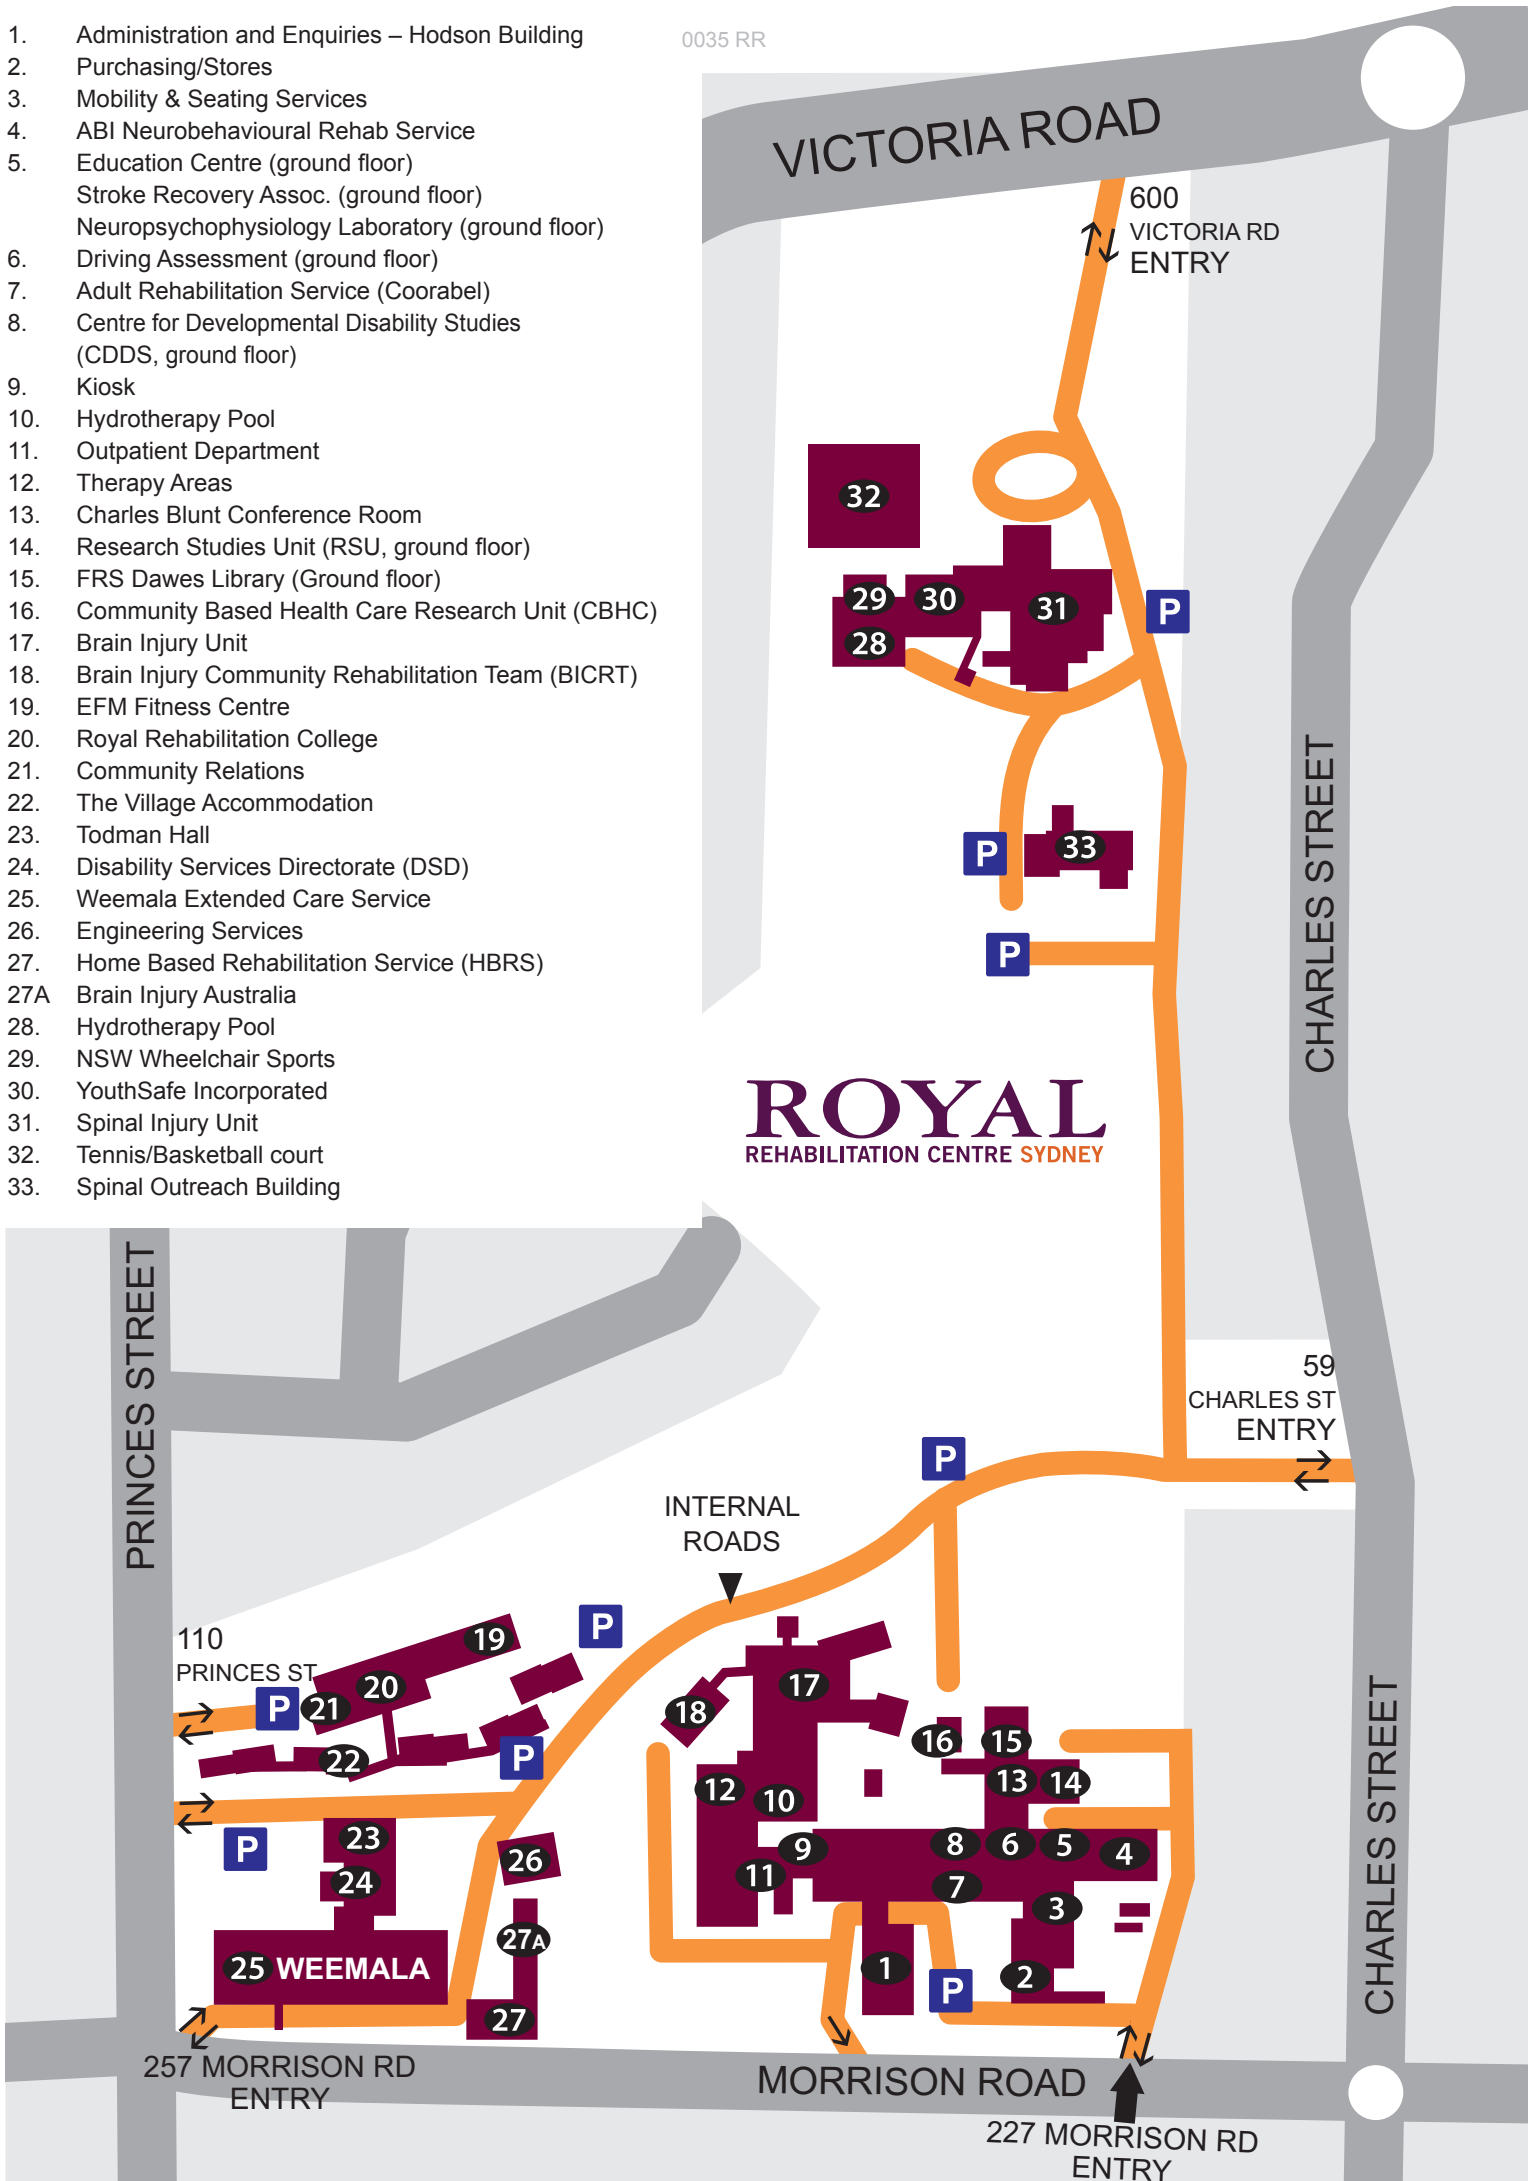 1. Administration and Enquiries – Hodson Building
2. Purchasing/Stores
3. Mobility & Seating Services
4. ABI Neurobehavioural Rehab Service
5. Education Centre (ground floor)
Stroke Recovery Assoc. (ground floor)
Neuropsychophysiology Laboratory (ground floor)
6. Driving Assessment (ground floor)
7. Adult Rehabilitation Service (Coorabel)
8. Centre for Developmental Disability Studies
(CDDS, ground floor)
9. Kiosk
10. Hydrotherapy Pool
11. Outpatient Department
12. Therapy Areas
13. Charles Blunt Conference Room
14. Research Studies Unit (RSU, ground floor)
15. FRS Dawes Library (Ground floor)
16. Community Based Health Care Research Unit (CBHC)
17. Brain Injury Unit
18. Brain Injury Community Rehabilitation Team (BICRT)
19. EFM Fitness Centre
20. Royal Rehabilitation College
21. Community Relations
22. The Village Accommodation
23. Todman Hall
24. Disability Services Directorate (DSD)
25. Weemala Extended Care Service
26. Engineering Services
27. Home Based Rehabilitation Service (HBRS)
27A Brain Injury Australia
28. Hydrotherapy Pool
29. NSW Wheelchair Sports
30. YouthSafe Incorporated
31. Spinal Injury Unit
32. Tennis/Basketball court
33. Spinal Outreach Building
0035 RR
VICTORIA ROAD
600
VICTORIA RD
ENTRY
32
29
30
31
P
28
CHARLES STREET
P
33
P
ROYAL
REHABILITATION CENTRE SYDNEY
PRINCES STREET
59
CHARLES ST
ENTRY
P
INTERNAL
ROADS
110
PRINCES ST
P
19
20
21
P
22
P
17
18
16
15
12
10
13
14
CHARLES STREET
P
23
24
26
9
8
6
5
4
11
7
3
25 WEEMALA
27A
27
1
P
2
257 MORRISON RD
ENTRY
MORRISON ROAD
227 MORRISON RD
ENTRY